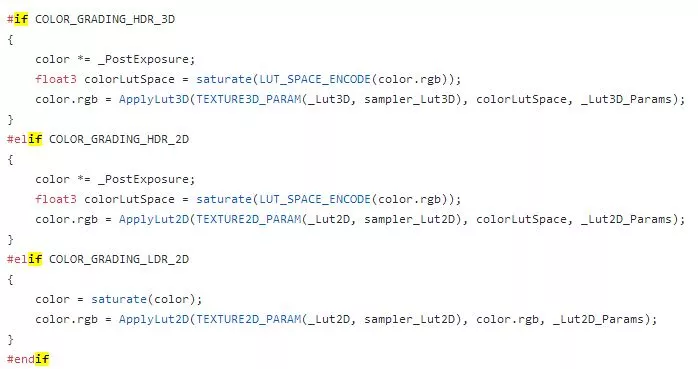 #if COLOR_GRADING_HDR_3D
{
    color *= _PostExposure;
    float3 colorLutSpace = saturate(LUT_SPACE_ENCODE(color.rgb));
    color.rgb = ApplyLut3D(TEXTURE3D_PARAM(_Lut3D, sampler_Lut3D), colorLutSpace, _Lut3D_Params);
}
#elif COLOR_GRADING_HDR_2D
{
    color *= _PostExposure;
    float3 colorLutSpace = saturate(LUT_SPACE_ENCODE(color.rgb));
    color.rgb = ApplyLut2D(TEXTURE2D_PARAM(_Lut2D, sampler_Lut2D), colorLutSpace, _Lut2D_Params);
}
#elif COLOR_GRADING_LDR_2D
{
    color = saturate(color);
    color.rgb = ApplyLut2D(TEXTURE2D_PARAM(_Lut2D, sampler_Lut2D), color.rgb, _Lut2D_Params);
}
#endif